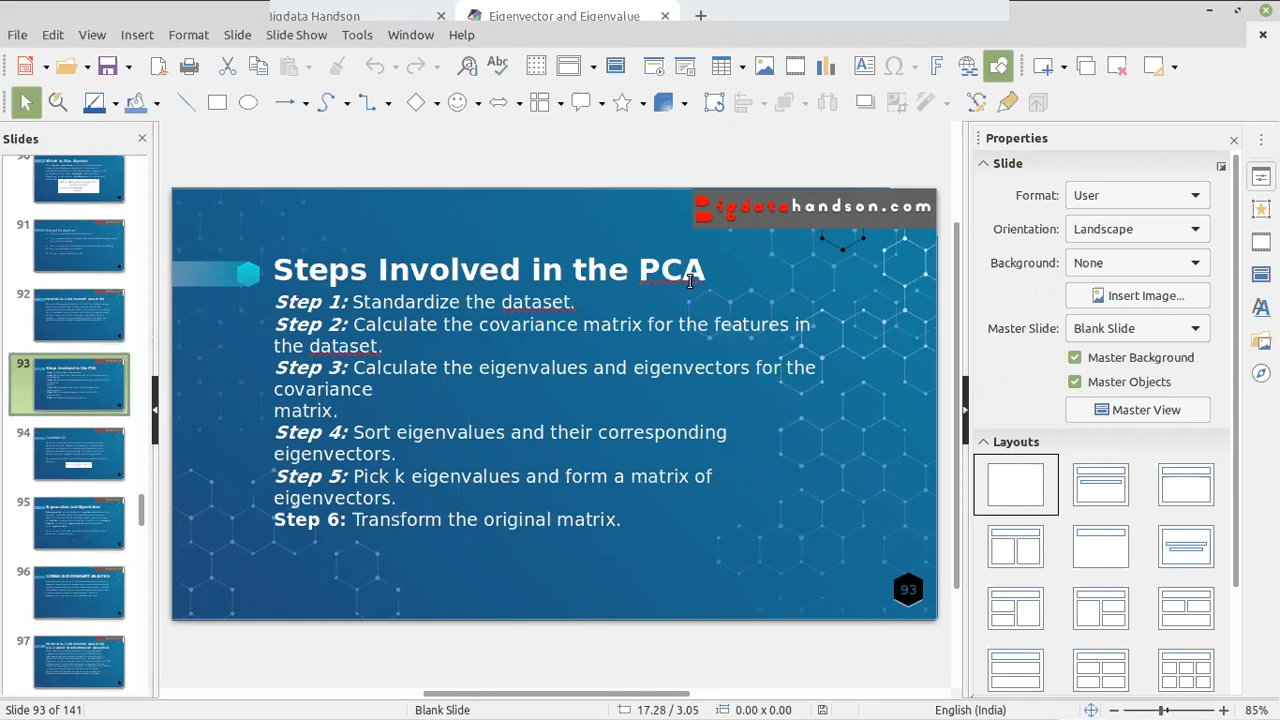 Bigdata Handson
Eigenvector and Eigenvalue
File Edit View Insert Format Slide Slide Show Tools Window Help
Slides
Properties
Slide
Format: User
Orientation: Landscape
Background: None
Insert Image...
Master Slide: Blank Slide
Master Background
Master Objects
Master View
Layouts
91
92
93
94
95
96
97
Bigdatahandson.com
Steps Involved in the PCA
Standardize the dataset.
Step 2: Calculate the covariance matrix for the features in
the dataset.
Step 3: Calculate the eigenvalues and eigenvectors for the
covariance
matrix.
Step 4: Sort eigenvalues and their corresponding
eigenvectors.
Step 5: Pick k eigenvalues and form a matrix of
eigenvectors.
Transform the original matrix.
93
Slide 93 of 141
Blank Slide
17.28 / 3.05
0.00 x 0.00
English (India)
85%